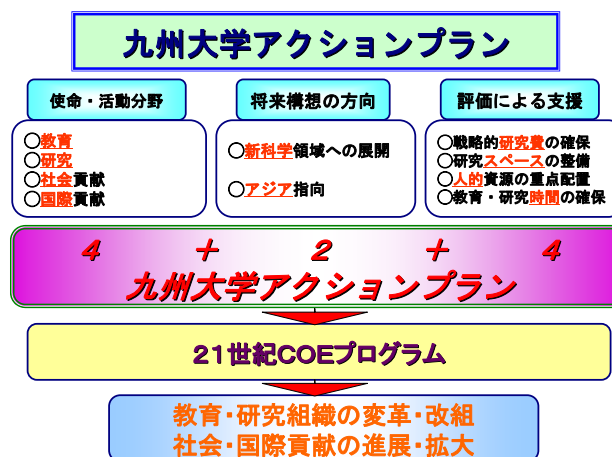 九州大学アクションプラン
使命・活動分野
○教育
○研究
○社会貢献
○国際貢献
将来構想の方向
○新科学領域への展開
○アジア指向
評価による支援
○戦略的研究費の確保
○研究スペースの整備
○人的資源の重点配置
○教育・研究時間の確保
4 + 2 + 4
九州大学アクションプラン
21世紀COEプログラム
教育・研究組織の変革・改組
社会・国際貢献の進展・拡大